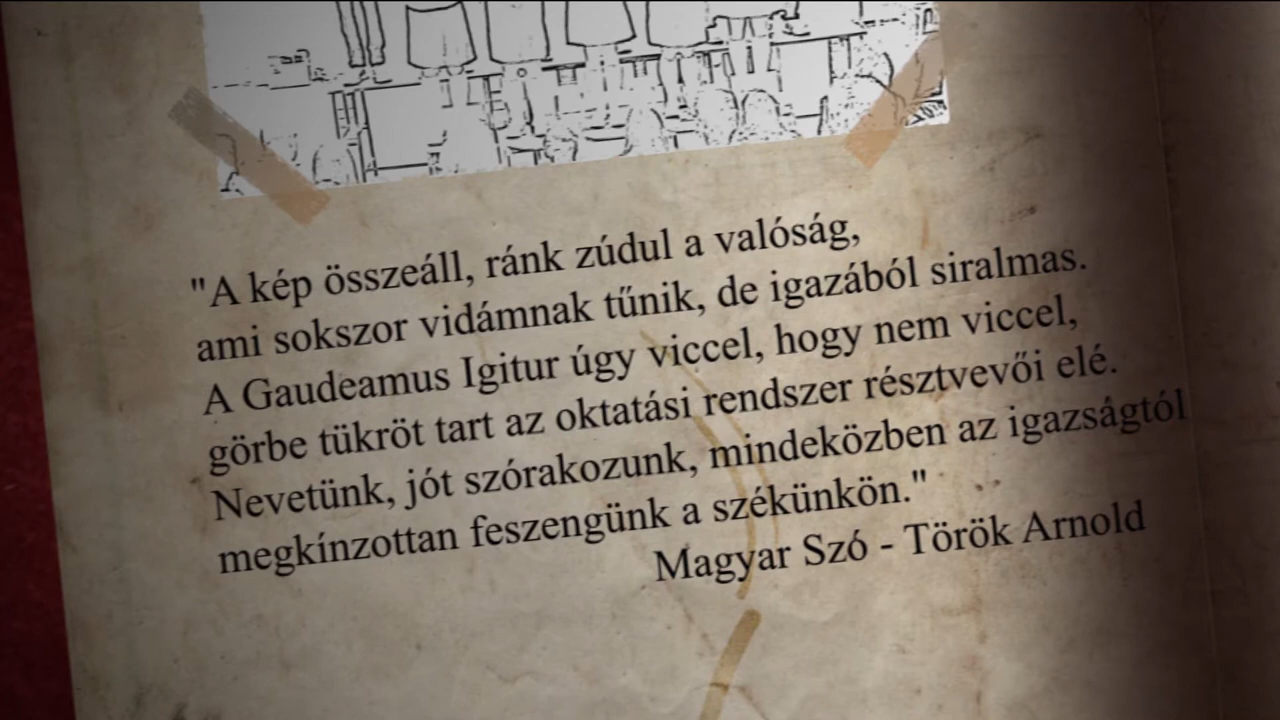 "A kép összeáll, ránk zúdul a valóság,
ami sokszor vidámnak tűnik, de igazából siralmas.
A Gaudeamus Igitur úgy viccel, hogy nem viccel,
görbe tükröt tart az oktatási rendszer résztvevői elé.
Nevetünk, jót szórakozunk, mindeközben az igazságtól
megkínzottan feszengünk a székünkön."
Magyar Szó - Török Arnold